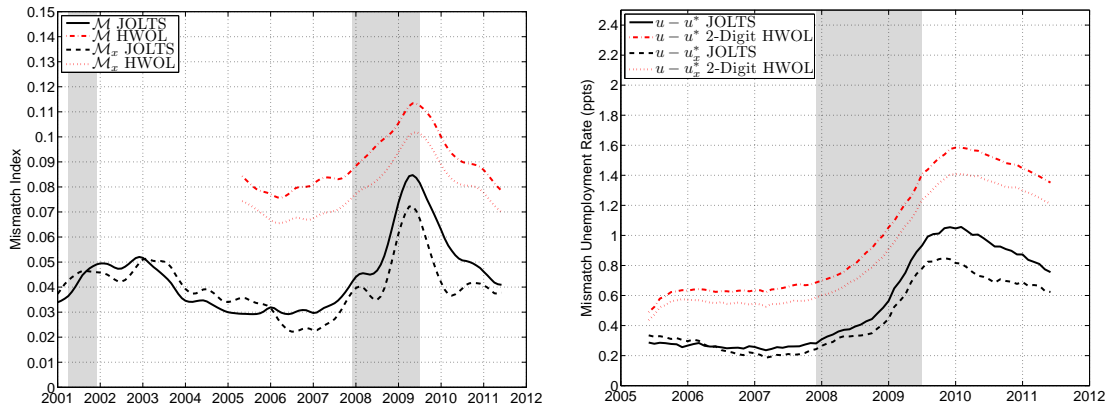 0.15
0.14
0.13
0.12
0.11
0.1
0.09
0.08
0.07
0.06
0.05
0.04
0.03
0.02
0.01
0
Mismatch Index
ℳ JOLTS
ℳ HWOL
ℳₓ JOLTS
ℳₓ HWOL
2001 2002 2003 2004 2005 2006 2007 2008 2009 2010 2011 2012
2.4
2.2
2
1.8
1.6
1.4
1.2
1
0.8
0.6
0.4
0.2
0
Mismatch Unemployment Rate (ppts)
u − u* JOLTS
u − u* 2-Digit HWOL
u − u*ₓ JOLTS
u − u*ₓ 2-Digit HWOL
2005 2006 2007 2008 2009 2010 2011 2012